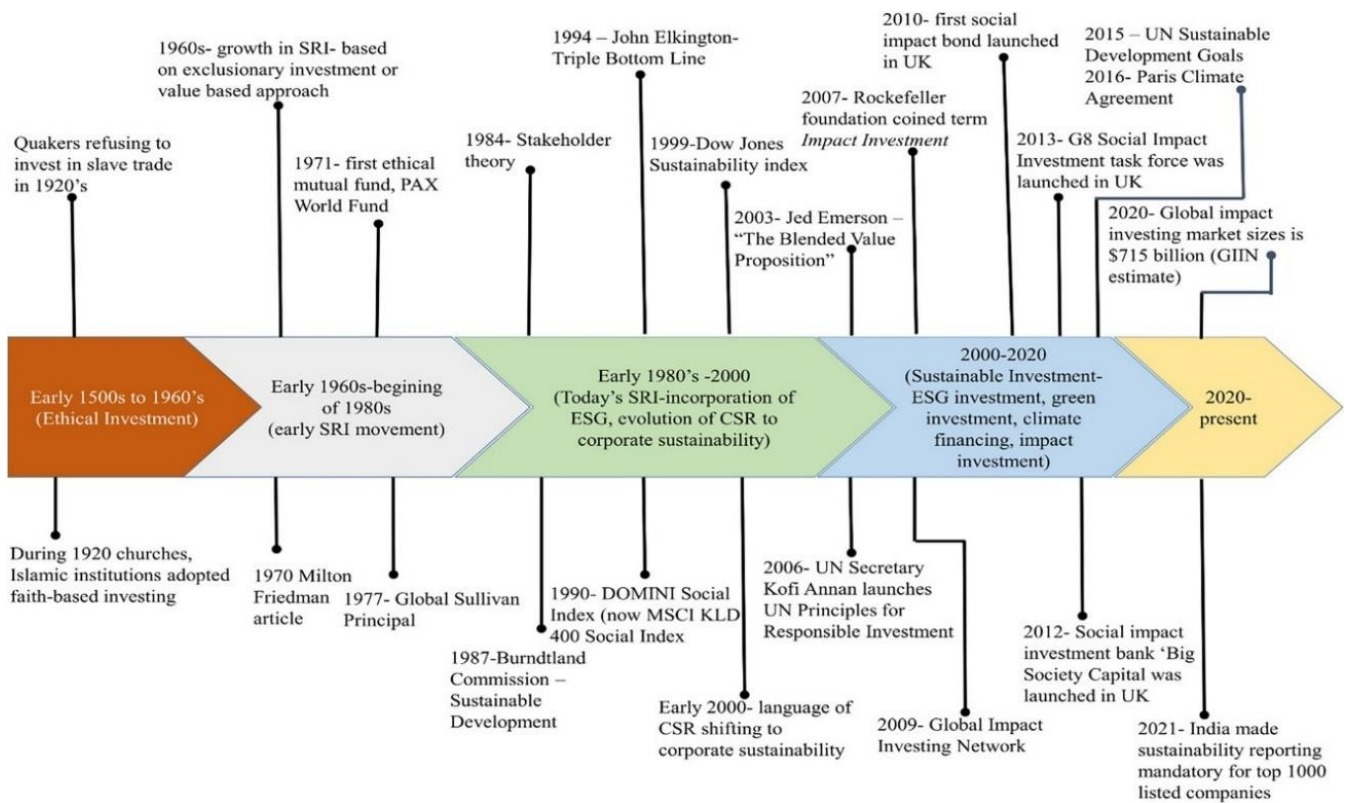 1960s- growth in SRI- based
on exclusionary investment or
value based approach
Quakers refusing to
invest in slave trade
in 1920's
1971- first ethical
mutual fund, PAX
World Fund
1994 – John Elkington-
Triple Bottom Line
1984- Stakeholder
theory
1999-Dow Jones
Sustainability index
2003- Jed Emerson –
“The Blended Value
Proposition”
2007- Rockefeller
foundation coined term
Impact Investment
2010- first social
impact bond launched
in UK
2015 – UN Sustainable
Development Goals
2016- Paris Climate
Agreement
2013- G8 Social Impact
Investment task force was
launched in UK
2020- Global impact
investing market sizes is
$715 billion (GIIN
estimate)
Early 1500s to 1960’s
(Ethical Investment)
Early 1960s-begining
of 1980s
(early SRI movement)
Early 1980’s -2000
(Today’s SRI-incorporation of
ESG, evolution of CSR to
corporate sustainability)
2000-2020
(Sustainable Investment-
ESG investment, green
investment, climate
financing, impact
investment)
2020-
present
During 1920 churches,
Islamic institutions adopted
faith-based investing
1970 Milton
Friedman
article
1977- Global Sullivan
Principal
1987-Burndtland
Commission –
Sustainable
Development
1990- DOMINI Social
Index (now MSCI KLD
400 Social Index
Early 2000- language of
CSR shifting to
corporate sustainability
2006- UN Secretary
Kofi Annan launches
UN Principles for
Responsible Investment
2009- Global Impact
Investing Network
2012- Social impact
investment bank ‘Big
Society Capital was
launched in UK
2021- India made
sustainability reporting
mandatory for top 1000
listed companies